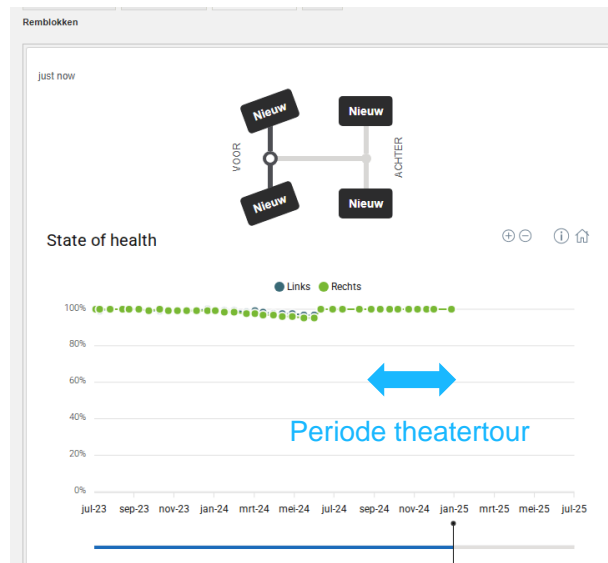 Remblokken
just now
Nieuw
Nieuw
VOOR
ACHTER
Nieuw
Nieuw
State of health
Links Rechts
100%
80%
60%
40%
20%
0%
Periode theatertour
jul-23 sep-23 nov-23 jan-24 mrt-24 mei-24 jul-24 sep-24 nov-24 jan-25 mrt-25 mei-25 jul-25